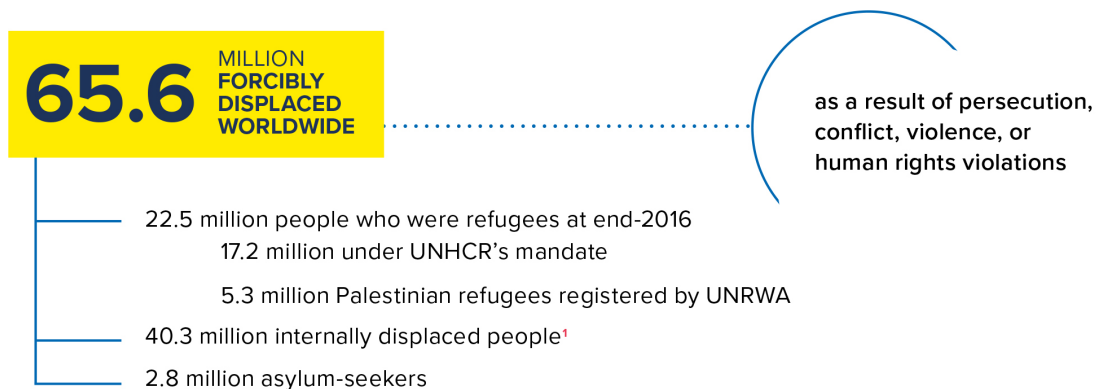 65.6
MILLION
FORCIBLY
DISPLACED
WORLDWIDE
as a result of persecution,
conflict, violence, or
human rights violations
22.5 million people who were refugees at end-2016
17.2 million under UNHCR’s mandate
5.3 million Palestinian refugees registered by UNRWA
40.3 million internally displaced people¹
2.8 million asylum-seekers